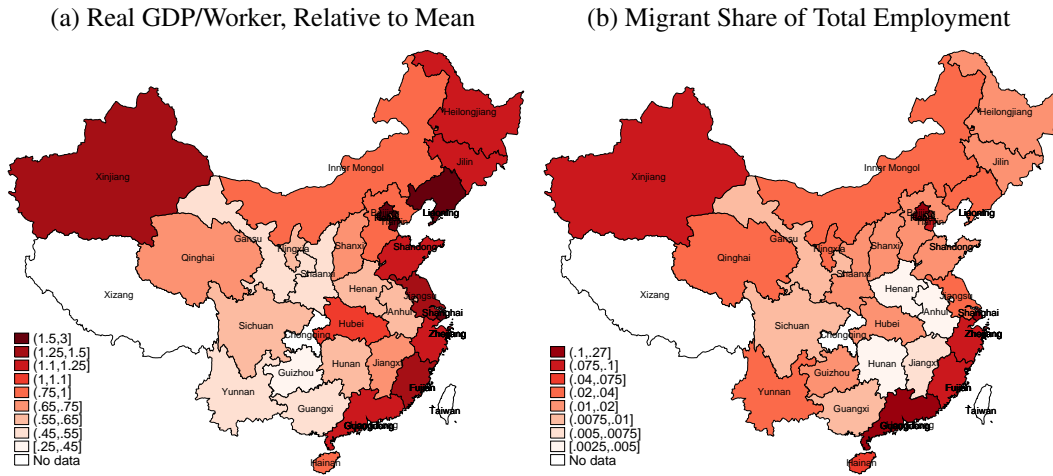 (a) Real GDP/Worker, Relative to Mean
Heilongjiang
Jilin
Xinjiang
Inner Mongol
Liaoning
Gansu
Ningxia
Shanxi
Shandong
Qinghai
Shaanxi
Henan
Jiangsu
Xizang
Anhui
Shanghai
Hubei
Sichuan
Chongqing
Zhejiang
Hunan
Jiangxi
Guizhou
Fujian
Yunnan
Guangxi
Guangdong
Taiwan
Hainan
(1.5,3]
(1.25,1.5]
(1.1,1.25]
(1,1.1]
(.75,1]
(.65,.75]
(.55,.65]
(.45,.55]
[.25,.45]
No data
(b) Migrant Share of Total Employment
Heilongjiang
Jilin
Xinjiang
Inner Mongol
Liaoning
Gansu
Ningxia
Shanxi
Shandong
Qinghai
Shaanxi
Henan
Jiangsu
Xizang
Anhui
Shanghai
Hubei
Sichuan
Chongqing
Zhejiang
Hunan
Jiangxi
Guizhou
Fujian
Yunnan
Guangxi
Guangdong
Taiwan
Hainan
(.1,.27]
(.075,.1]
(.04,.075]
(.02,.04]
(.01,.02]
(.0075,.01]
(.005,.0075]
[.0025,.005]
No data